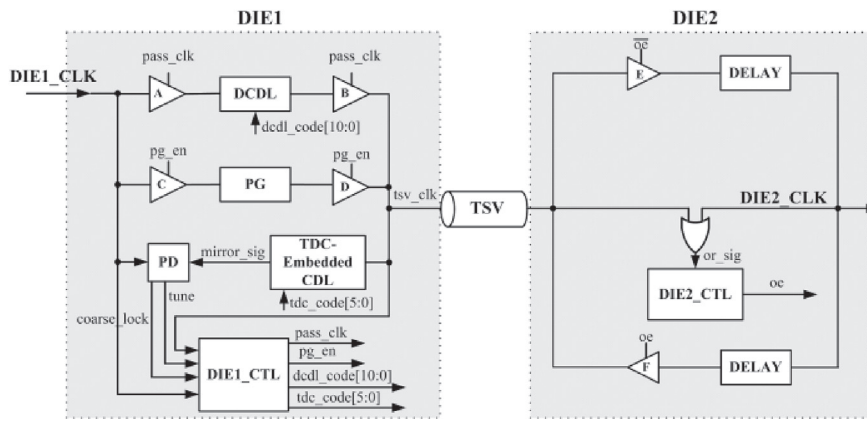 DIE1
DIE2
pass_clk
pass_clk
oe
DIE1_CLK
A
DCDL
B
E
DELAY
dcdl_code[10:0]
pg_en
pg_en
C
PG
D
tsv_clk
TSV
DIE2_CLK
PD
mirror_sig
TDC-
Embedded
CDL
or_sig
tune
tdc_code[5:0]
DIE2_CTL
oe
coarse_lock
pass_clk
pg_en
DIE1_CTL
dcdl_code[10:0]
tdc_code[5:0]
oe
F
DELAY